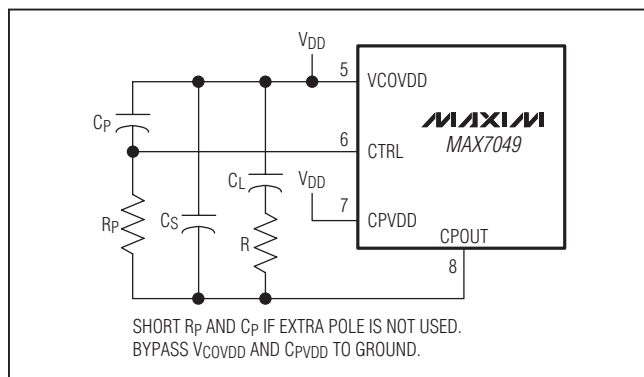 VDD
5 VCOVDD
MAXIM
MAX7049
CP
6 CTRL
CL
VDD
7 CPVDD
RP
CS
R
CPOUT
8
SHORT RP AND CP IF EXTRA POLE IS NOT USED.
BYPASS VCOVDD AND CPVDD TO GROUND.